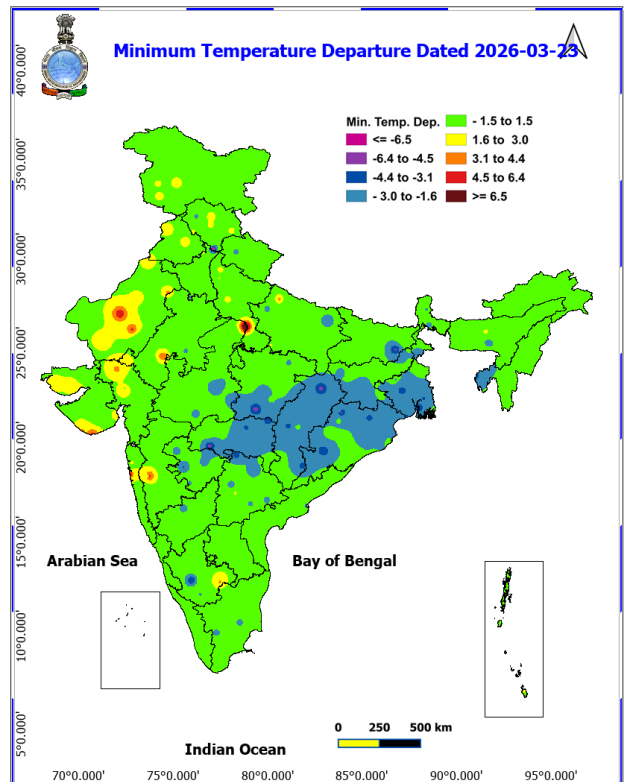 Minimum Temperature Departure Dated 2026-03-23
Min. Temp. Dep.
<= -6.5
-6.4 to -4.5
-4.4 to -3.1
- 3.0 to -1.6
- 1.5 to 1.5
1.6 to 3.0
3.1 to 4.4
4.5 to 6.4
>= 6.5
40°0.000'
35°0.000'
30°0.000'
25°0.000'
20°0.000'
15°0.000'
10°0.000'
5°0.000'
Arabian Sea
Bay of Bengal
0 250 500 km
Indian Ocean
70°0.000' 75°0.000' 80°0.000' 85°0.000' 90°0.000' 95°0.000'